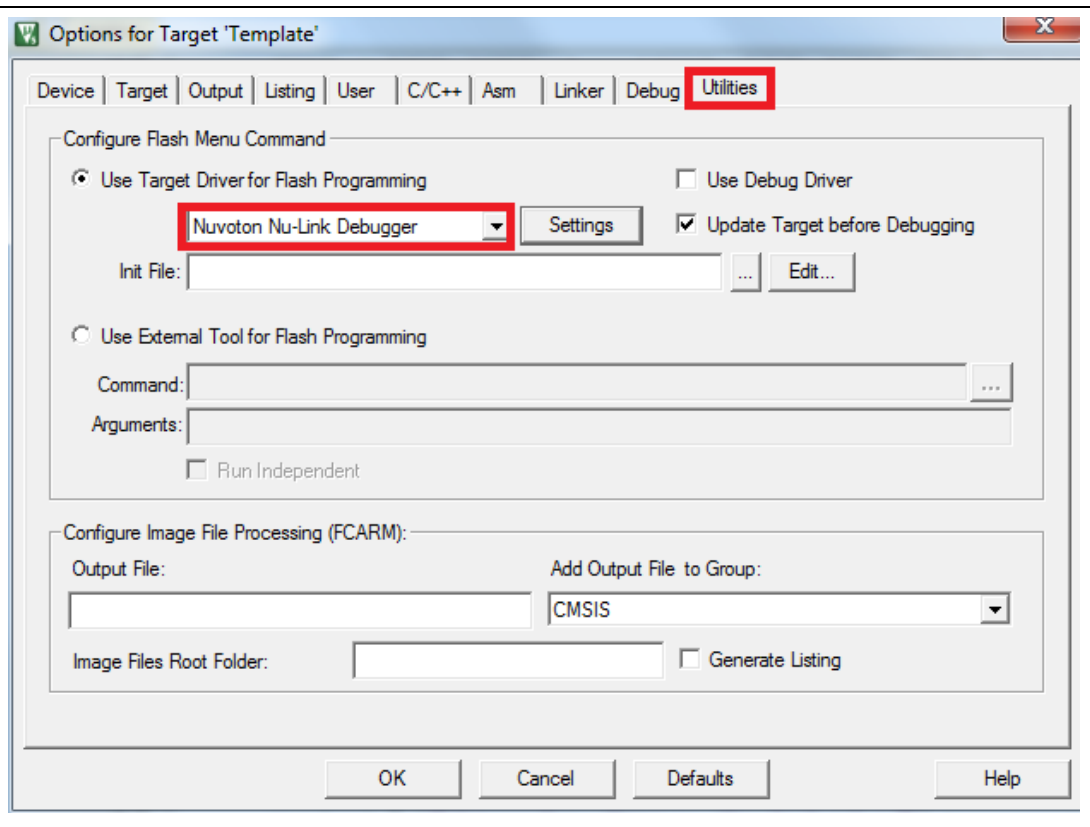 Options for Target 'Template'
Device Target Output Listing User C/C++ Asm Linker Debug Utilities
Configure Flash Menu Command
Use Target Driver for Flash Programming Use Debug Driver
Nuvoton Nu-Link Debugger Settings Update Target before Debugging
Init File: ... Edit...
Use External Tool for Flash Programming
Command: ...
Arguments:
Run Independent
Configure Image File Processing (FCARM):
Output File: Add Output File to Group:
CMSIS
Image Files Root Folder: Generate Listing
OK Cancel Defaults Help